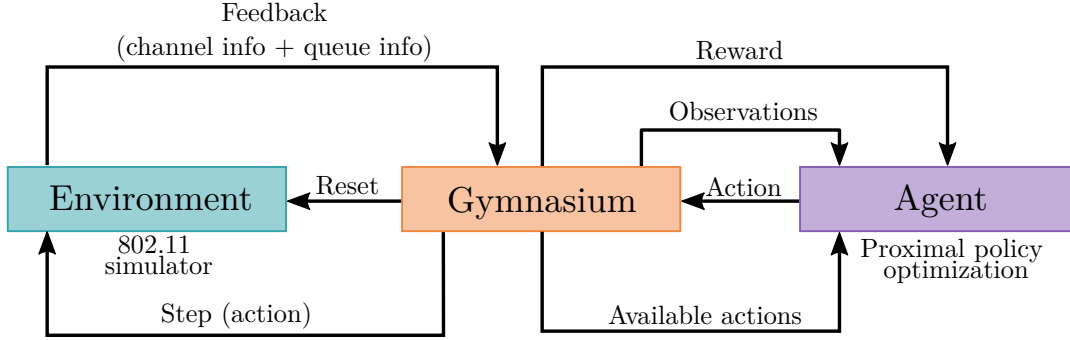 Feedback
(channel info + queue info)
Reward
Observations
Environment
Reset
Gymnasium
Action
Agent
802.11
simulator
Proximal policy
optimization
Step (action)
Available actions